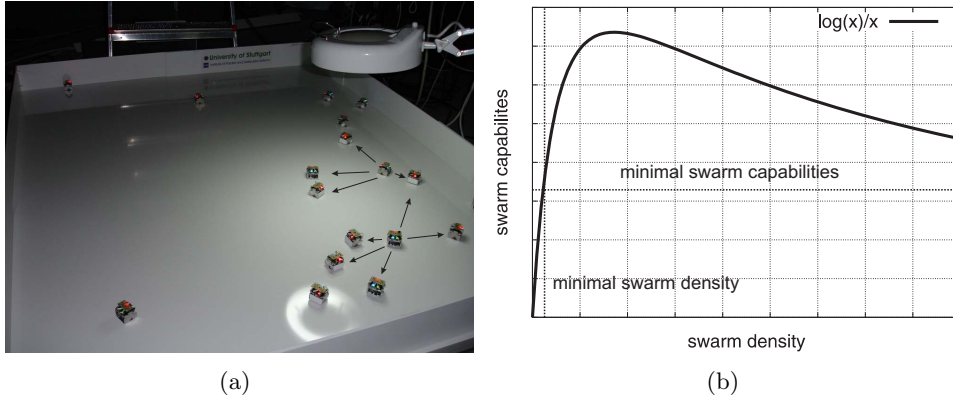 University of Stuttgart
log(x)/x
swarm capabilites
minimal swarm capabilities
minimal swarm density
swarm density
(a)
(b)